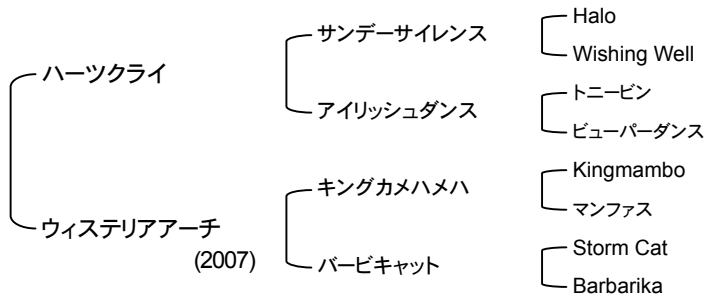 ハーツクライ
サンデーサイレンス
Halo
Wishing Well
アイリッシュダンス
トニービン
ビューパーダンス
ウィステリアアーチ
(2007)
キングカメハメハ
Kingmambo
マンファス
バービキャット
Storm Cat
Barbarika